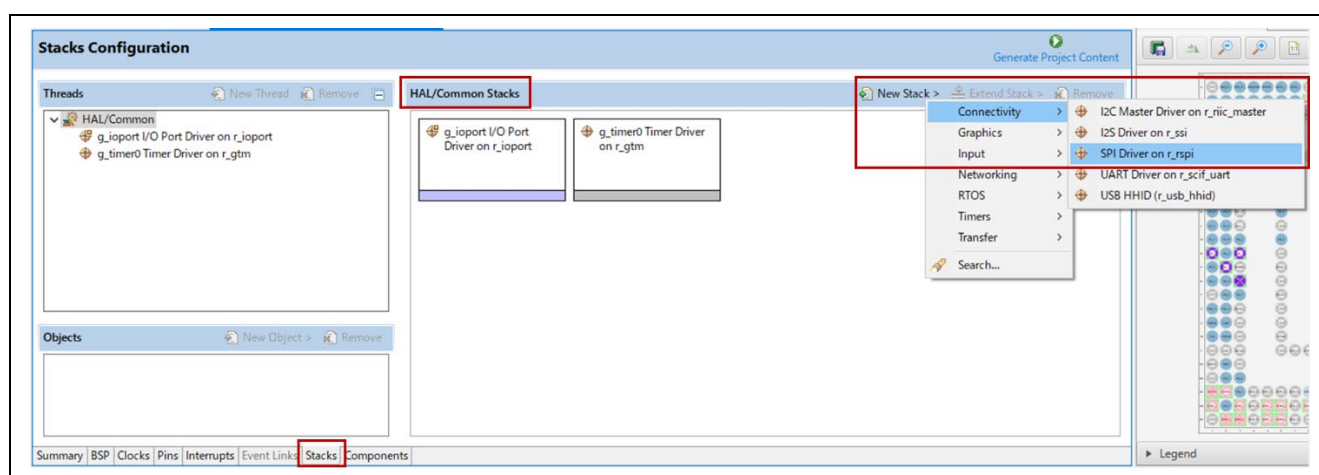 Stacks Configuration
Generate Project Content
Threads
New Thread
Remove
HAL/Common
g_ioport I/O Port Driver on r_ioport
g_timer0 Timer Driver on r_gtm
Objects
New Object >
Remove
HAL/Common Stacks
New Stack >
Extend Stack >
Remove
g_ioport I/O Port
Driver on r_ioport
g_timer0 Timer Driver
on r_gtm
Connectivity
Graphics
Input
Networking
RTOS
Timers
Transfer
Search...
I2C Master Driver on r_riic_master
I2S Driver on r_ssi
SPI Driver on r_rspi
UART Driver on r_scif_uart
USB HHID (r_usb_hhid)
Summary BSP Clocks Pins Interrupts Event Links Stacks Components
Legend